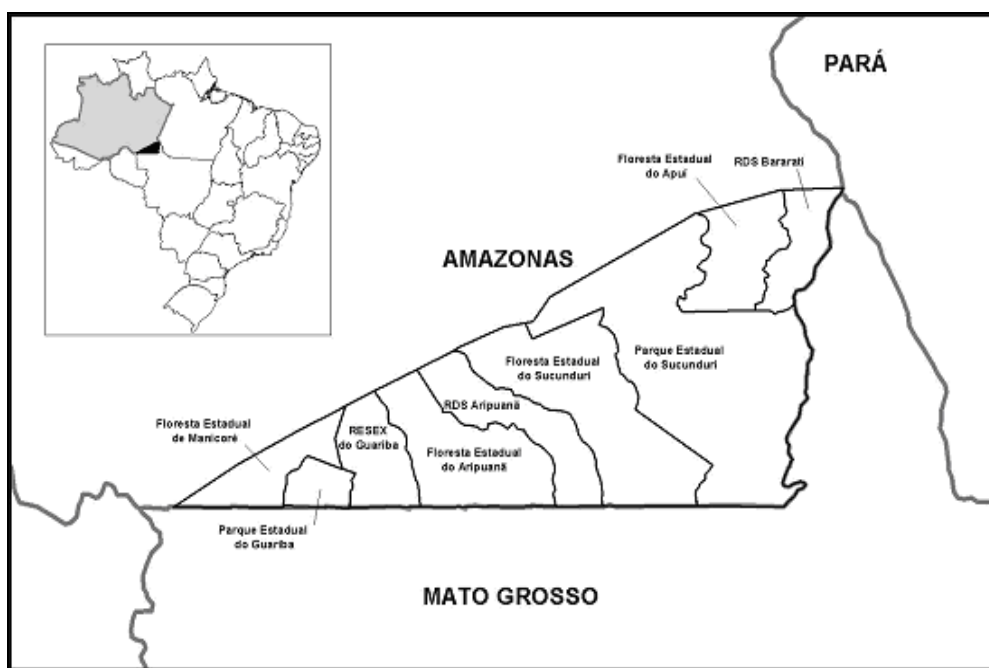 PARÁ
Floresta Estadual
do Apuí
RDS Bararati
AMAZONAS
Floresta Estadual
do Sucunduri
Parque Estadual
do Sucunduri
RDS Aripuanã
Floresta Estadual
de Manicoré
RESEX
do Guariba
Floresta Estadual
do Aripuanã
Parque Estadual
do Guariba
MATO GROSSO